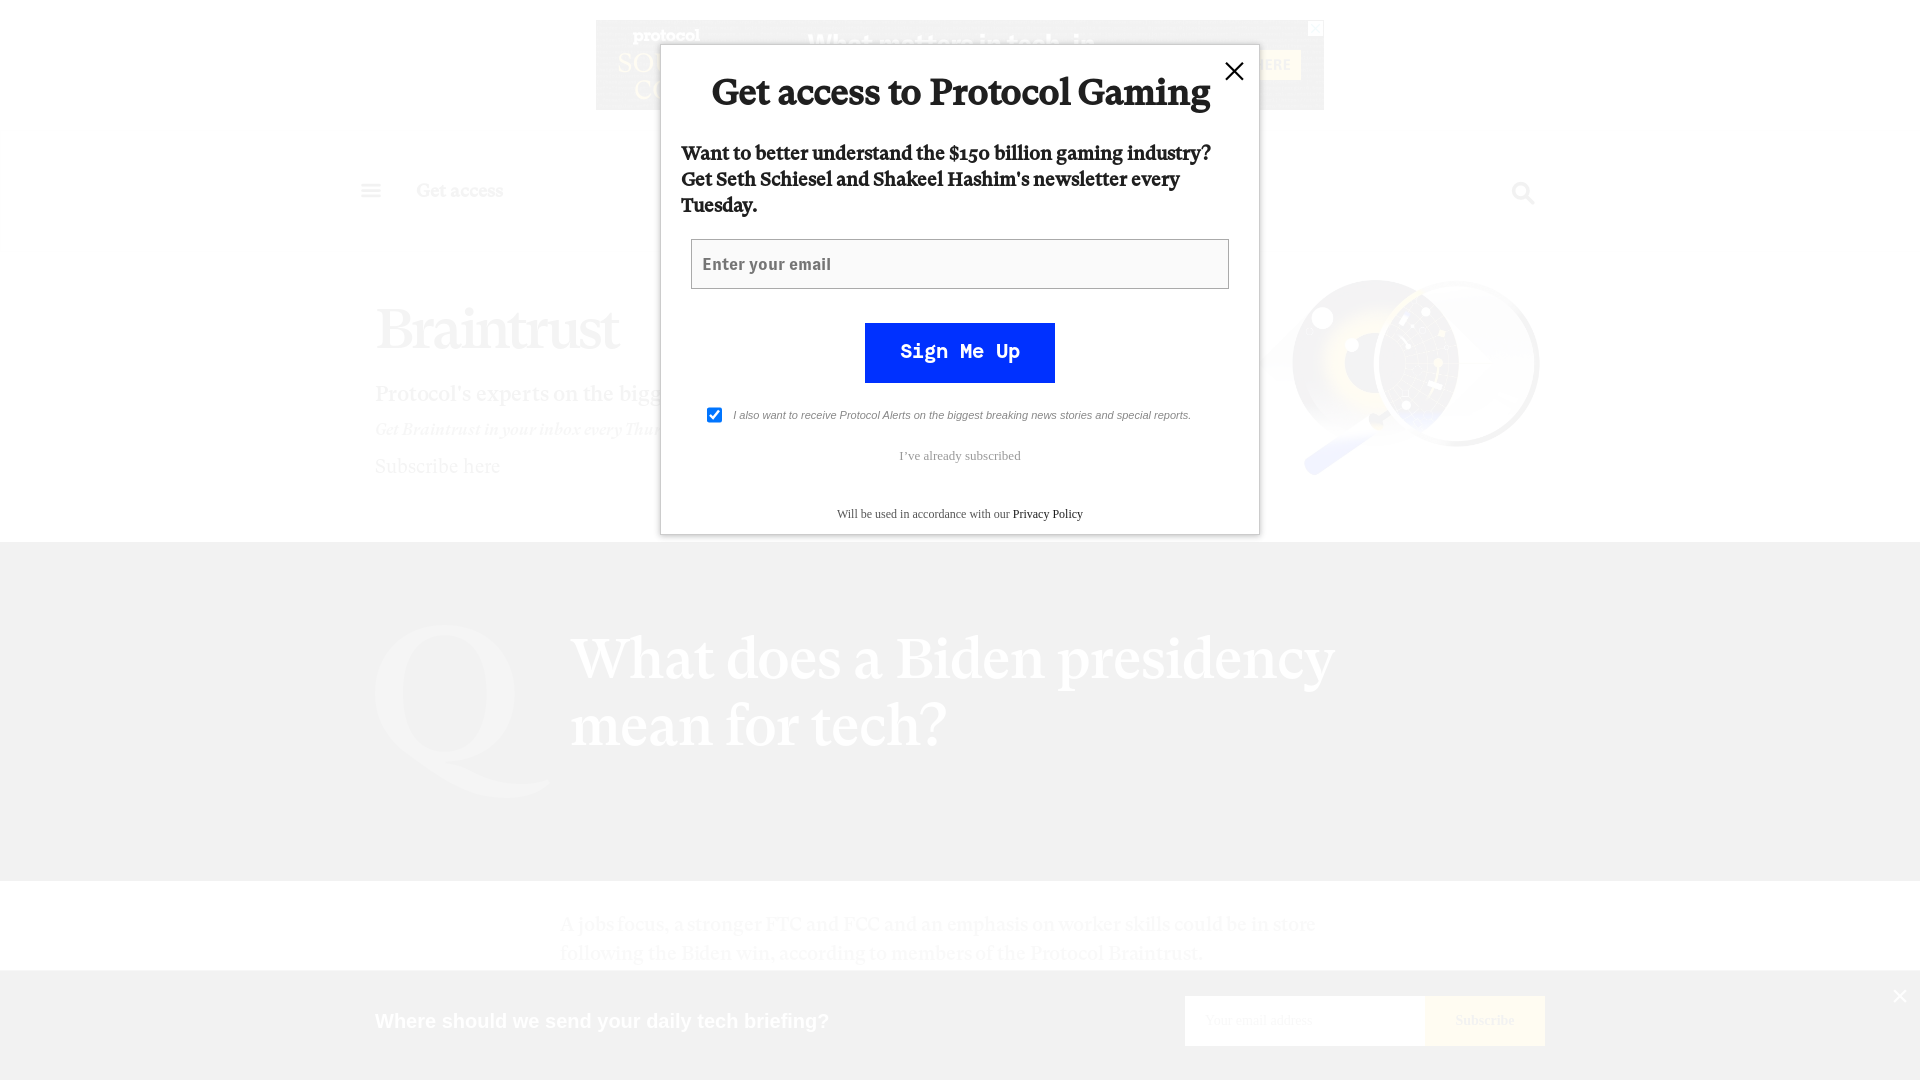 protocol
Get access to Protocol Gaming
Want to better understand the $150 billion gaming industry?
Get Seth Schiesel and Shakeel Hashim's newsletter every
Tuesday.
Get access
Enter your email
Braintrust
Sign Me Up
Protocol's experts on the bigg
I also want to receive Protocol Alerts on the biggest breaking news stories and special reports.
Get Braintrust in your inbox every Thur
I've already subscribed
Subscribe here
Will be used in accordance with our Privacy Policy
Q
What does a Biden presidency
mean for tech?
A jobs focus, a stronger FTC and FCC and an emphasis on worker skills could be in store
following the Biden win, according to members of the Protocol Braintrust.
Where should we send your daily tech briefing?
Your email address
Subscribe